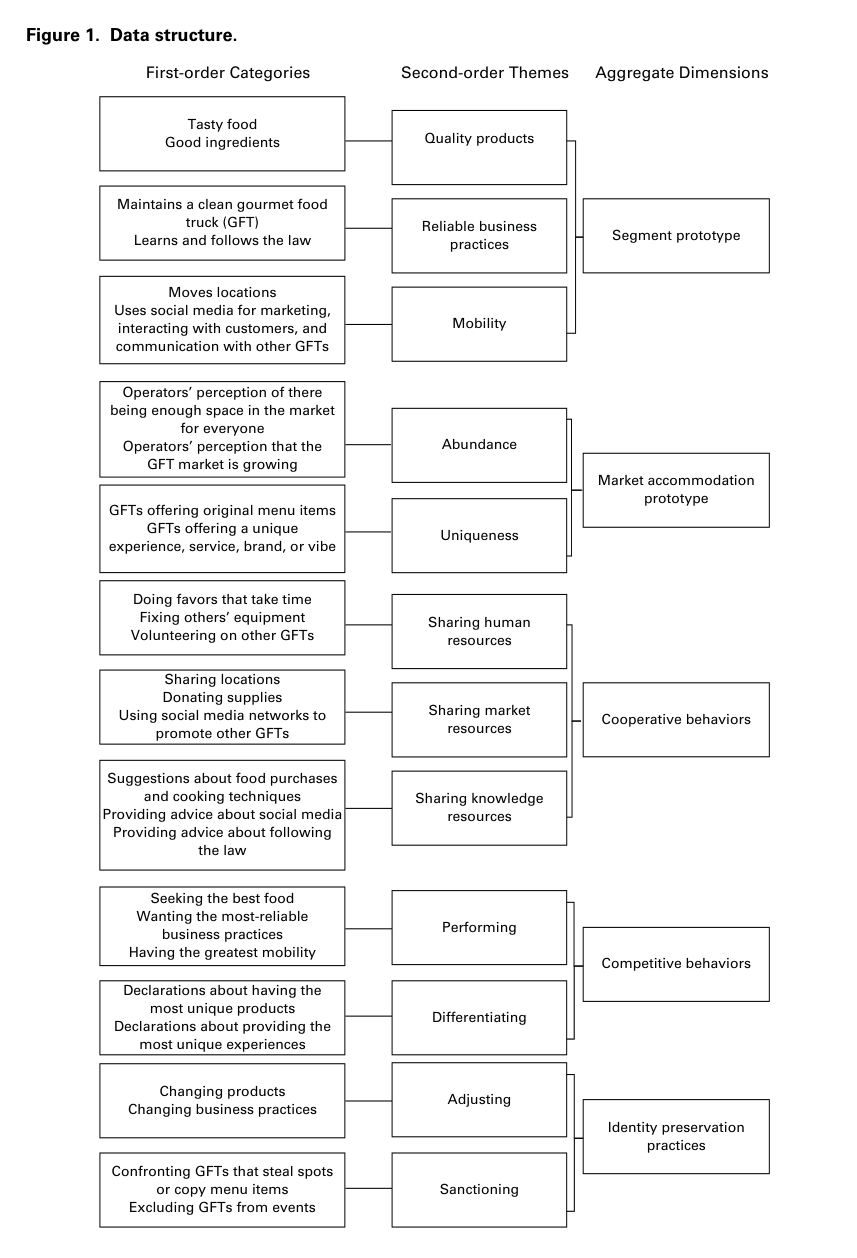 Figure 1. Data structure.
First-order Categories
Second-order Themes
Aggregate Dimensions
Tasty food
Good ingredients
Quality products
Maintains a clean gourmet food
truck (GFT)
Learns and follows the law
Reliable business
practices
Segment prototype
Moves locations
Uses social media for marketing,
interacting with customers, and
communication with other GFTs
Mobility
Operators’ perception of there
being enough space in the market
for everyone
Operators’ perception that the
GFT market is growing
Abundance
Market accommodation
prototype
GFTs offering original menu items
GFTs offering a unique
experience, service, brand, or vibe
Uniqueness
Doing favors that take time
Fixing others’ equipment
Volunteering on other GFTs
Sharing human
resources
Sharing locations
Donating supplies
Using social media networks to
promote other GFTs
Sharing market
resources
Cooperative behaviors
Suggestions about food purchases
and cooking techniques
Providing advice about social media
Providing advice about following
the law
Sharing knowledge
resources
Seeking the best food
Wanting the most-reliable
business practices
Having the greatest mobility
Performing
Competitive behaviors
Declarations about having the
most unique products
Declarations about providing the
most unique experiences
Differentiating
Changing products
Changing business practices
Adjusting
Identity preservation
practices
Confronting GFTs that steal spots
or copy menu items
Excluding GFTs from events
Sanctioning